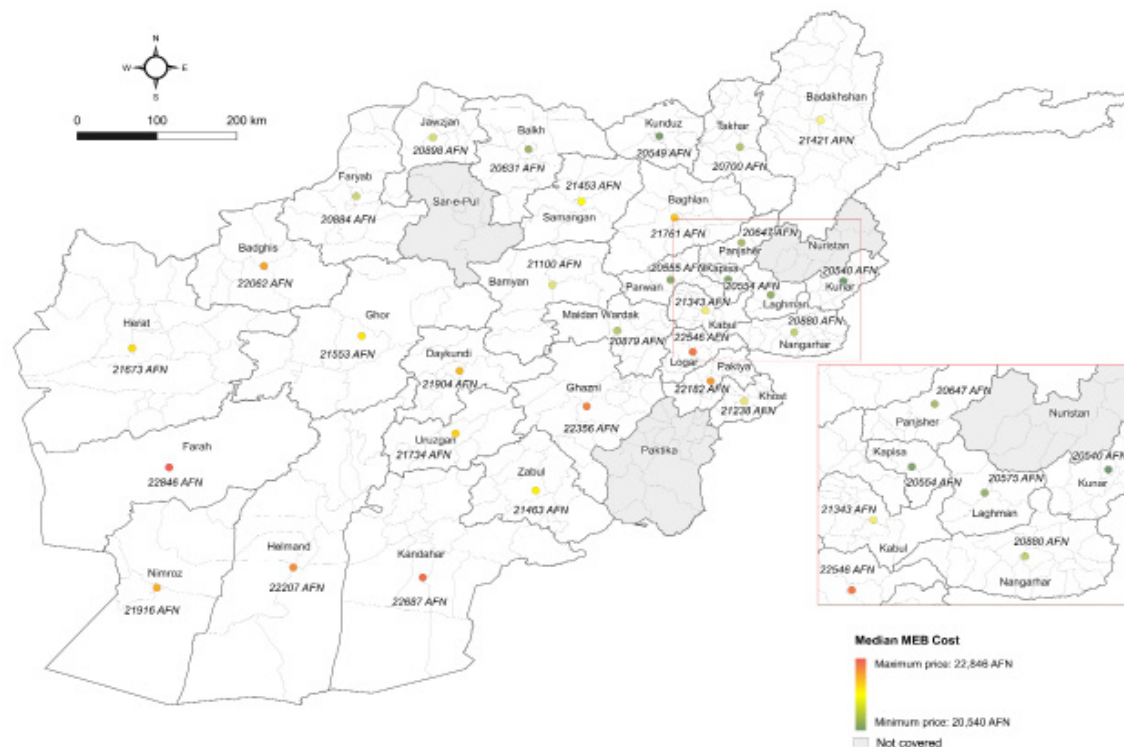 N
W E
S
0 100 200 km
Badakhshan
21421 AFN
Jawzjan
20898 AFN
Balkh
20631 AFN
Kunduz
20549 AFN
Takhar
20700 AFN
Faryab
20884 AFN
Sar-e-Pul
21453 AFN
Samangan
Baghlan
21761 AFN
Badghis
22062 AFN
20647 AFN
Panjsher
Nuristan
21100 AFN
Bamyan
20555 AFN
Parwan
Kapisa
20554 AFN
20540 AFN
Kunar
Laghman
Herat
21673 AFN
Ghor
21553 AFN
Maidan Wardak
20879 AFN
21343 AFN
Kabul
20880 AFN
Nangarhar
22546 AFN
Logar
Daykundi
21904 AFN
Ghazni
22356 AFN
Pakiya
22182 AFN
Khost
21238 AFN
Farah
22846 AFN
Uruzgan
21734 AFN
Zabul
21463 AFN
Paktika
Nimroz
21916 AFN
Helmand
22207 AFN
Kandahar
22687 AFN
20647 AFN
Panjsher
Nuristan
Kapisa
20554 AFN
20575 AFN
Laghman
20540 AFN
Kunar
21343 AFN
Kabul
20880 AFN
Nangarhar
22546 AFN
Median MEB Cost
Maximum price: 22,846 AFN
Minimum price: 20,540 AFN
Not covered